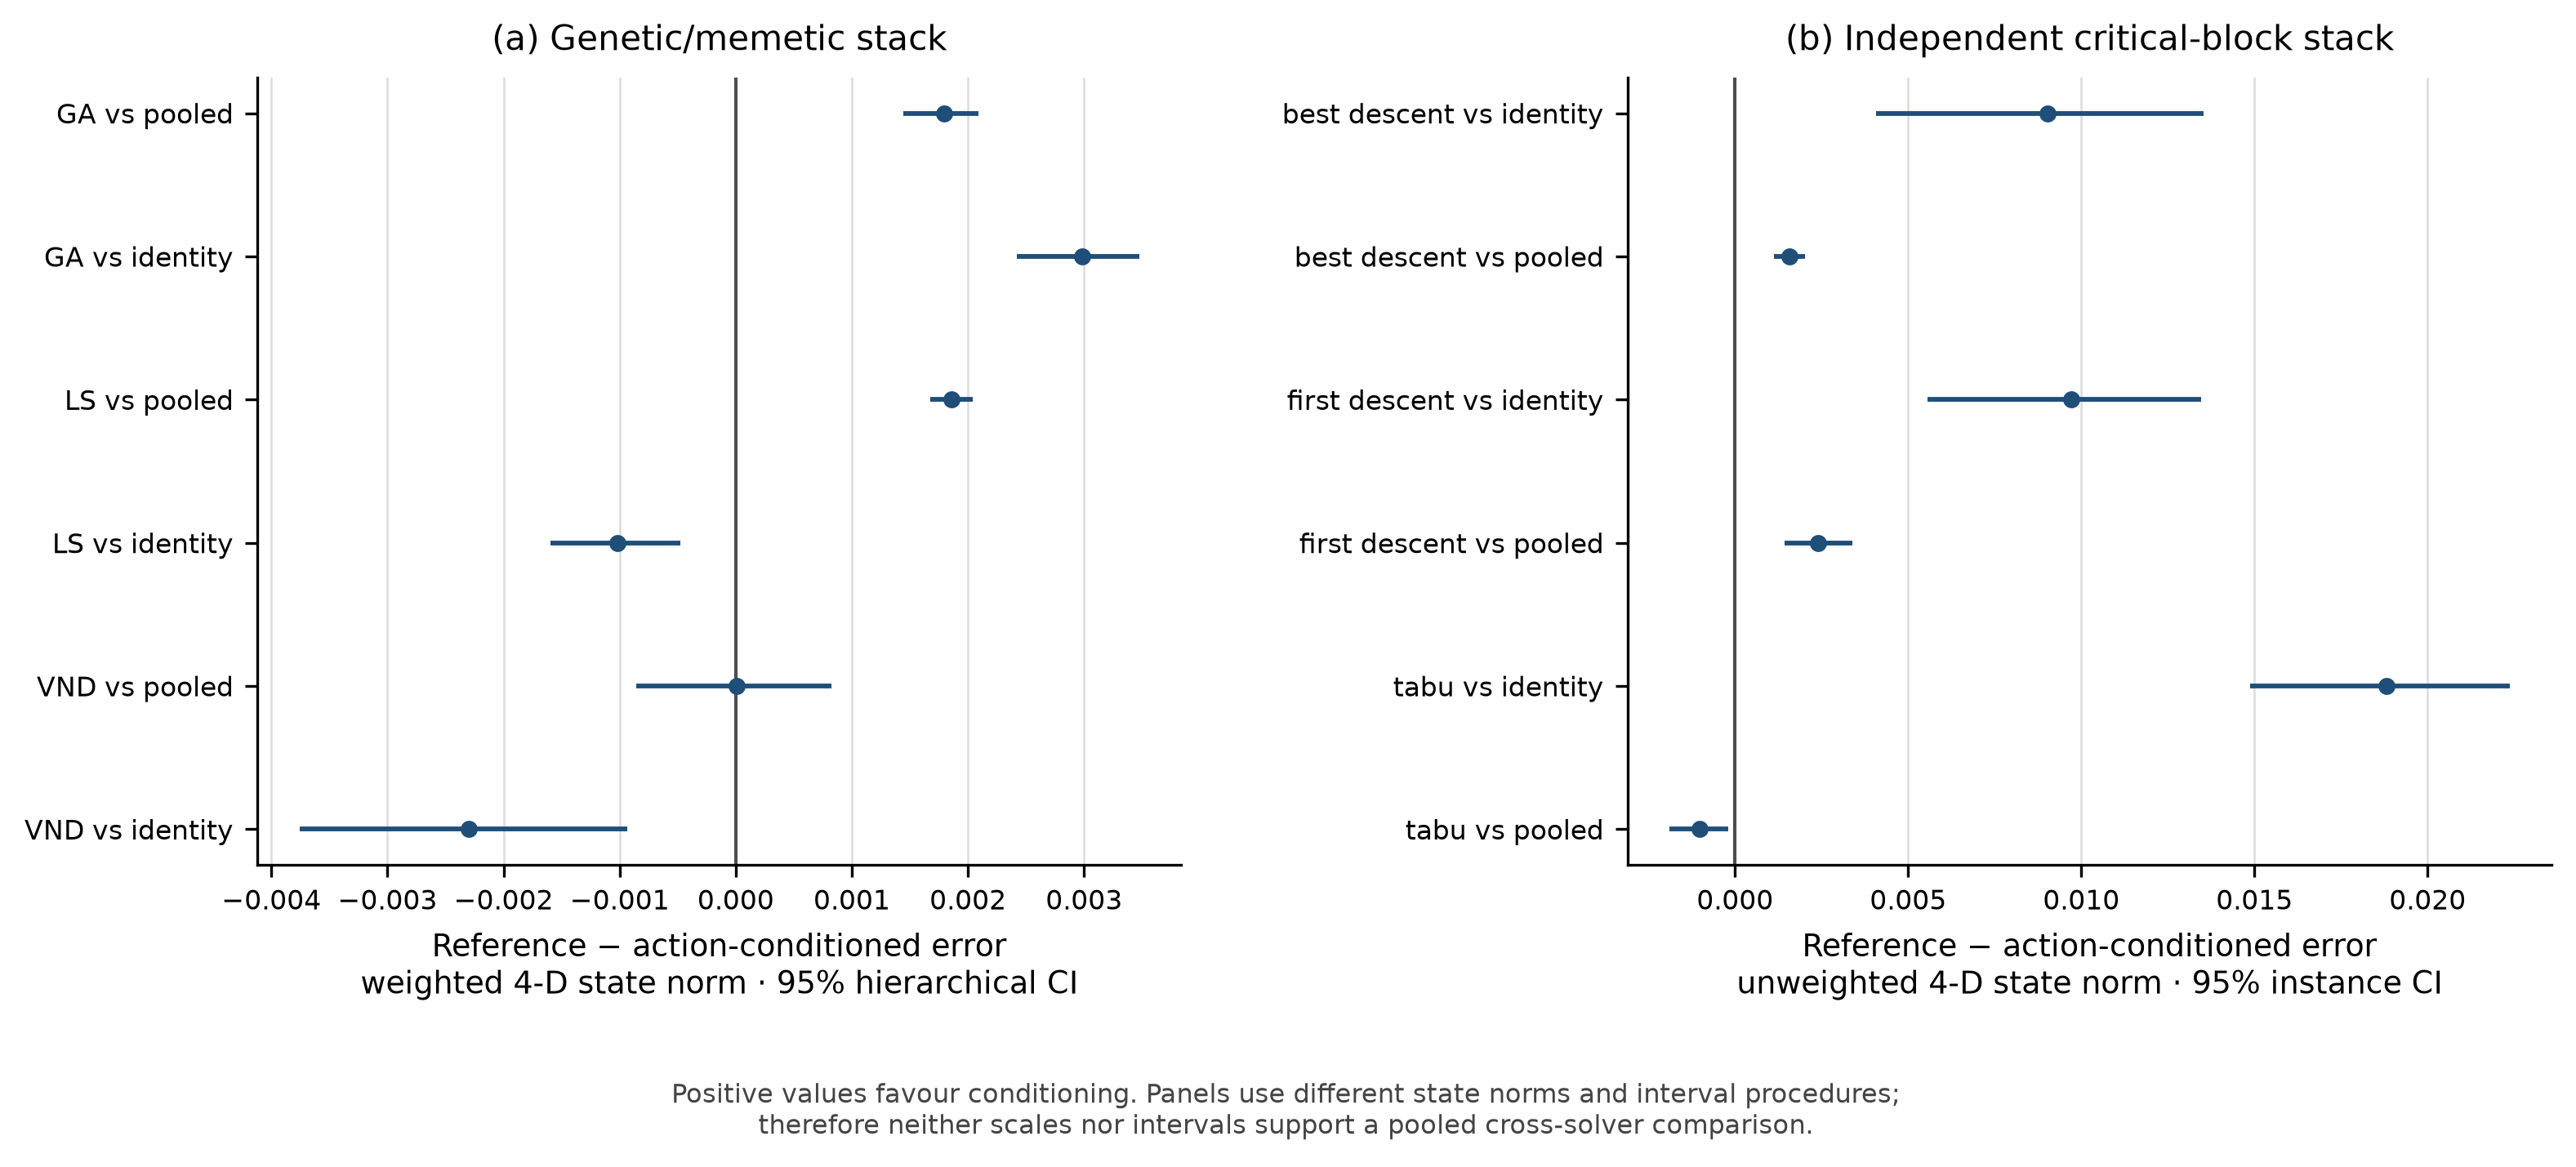 (a) Genetic/memetic stack
GA vs pooled
GA vs identity
LS vs pooled
LS vs identity
VND vs pooled
VND vs identity
−0.004 −0.003 −0.002 −0.001 0.000 0.001 0.002 0.003
Reference − action-conditioned error
weighted 4-D state norm · 95% hierarchical CI
(b) Independent critical-block stack
best descent vs identity
best descent vs pooled
first descent vs identity
first descent vs pooled
tabu vs identity
tabu vs pooled
0.000 0.005 0.010 0.015 0.020
Reference − action-conditioned error
unweighted 4-D state norm · 95% instance CI
Positive values favour conditioning. Panels use different state norms and interval procedures;
therefore neither scales nor intervals support a pooled cross-solver comparison.